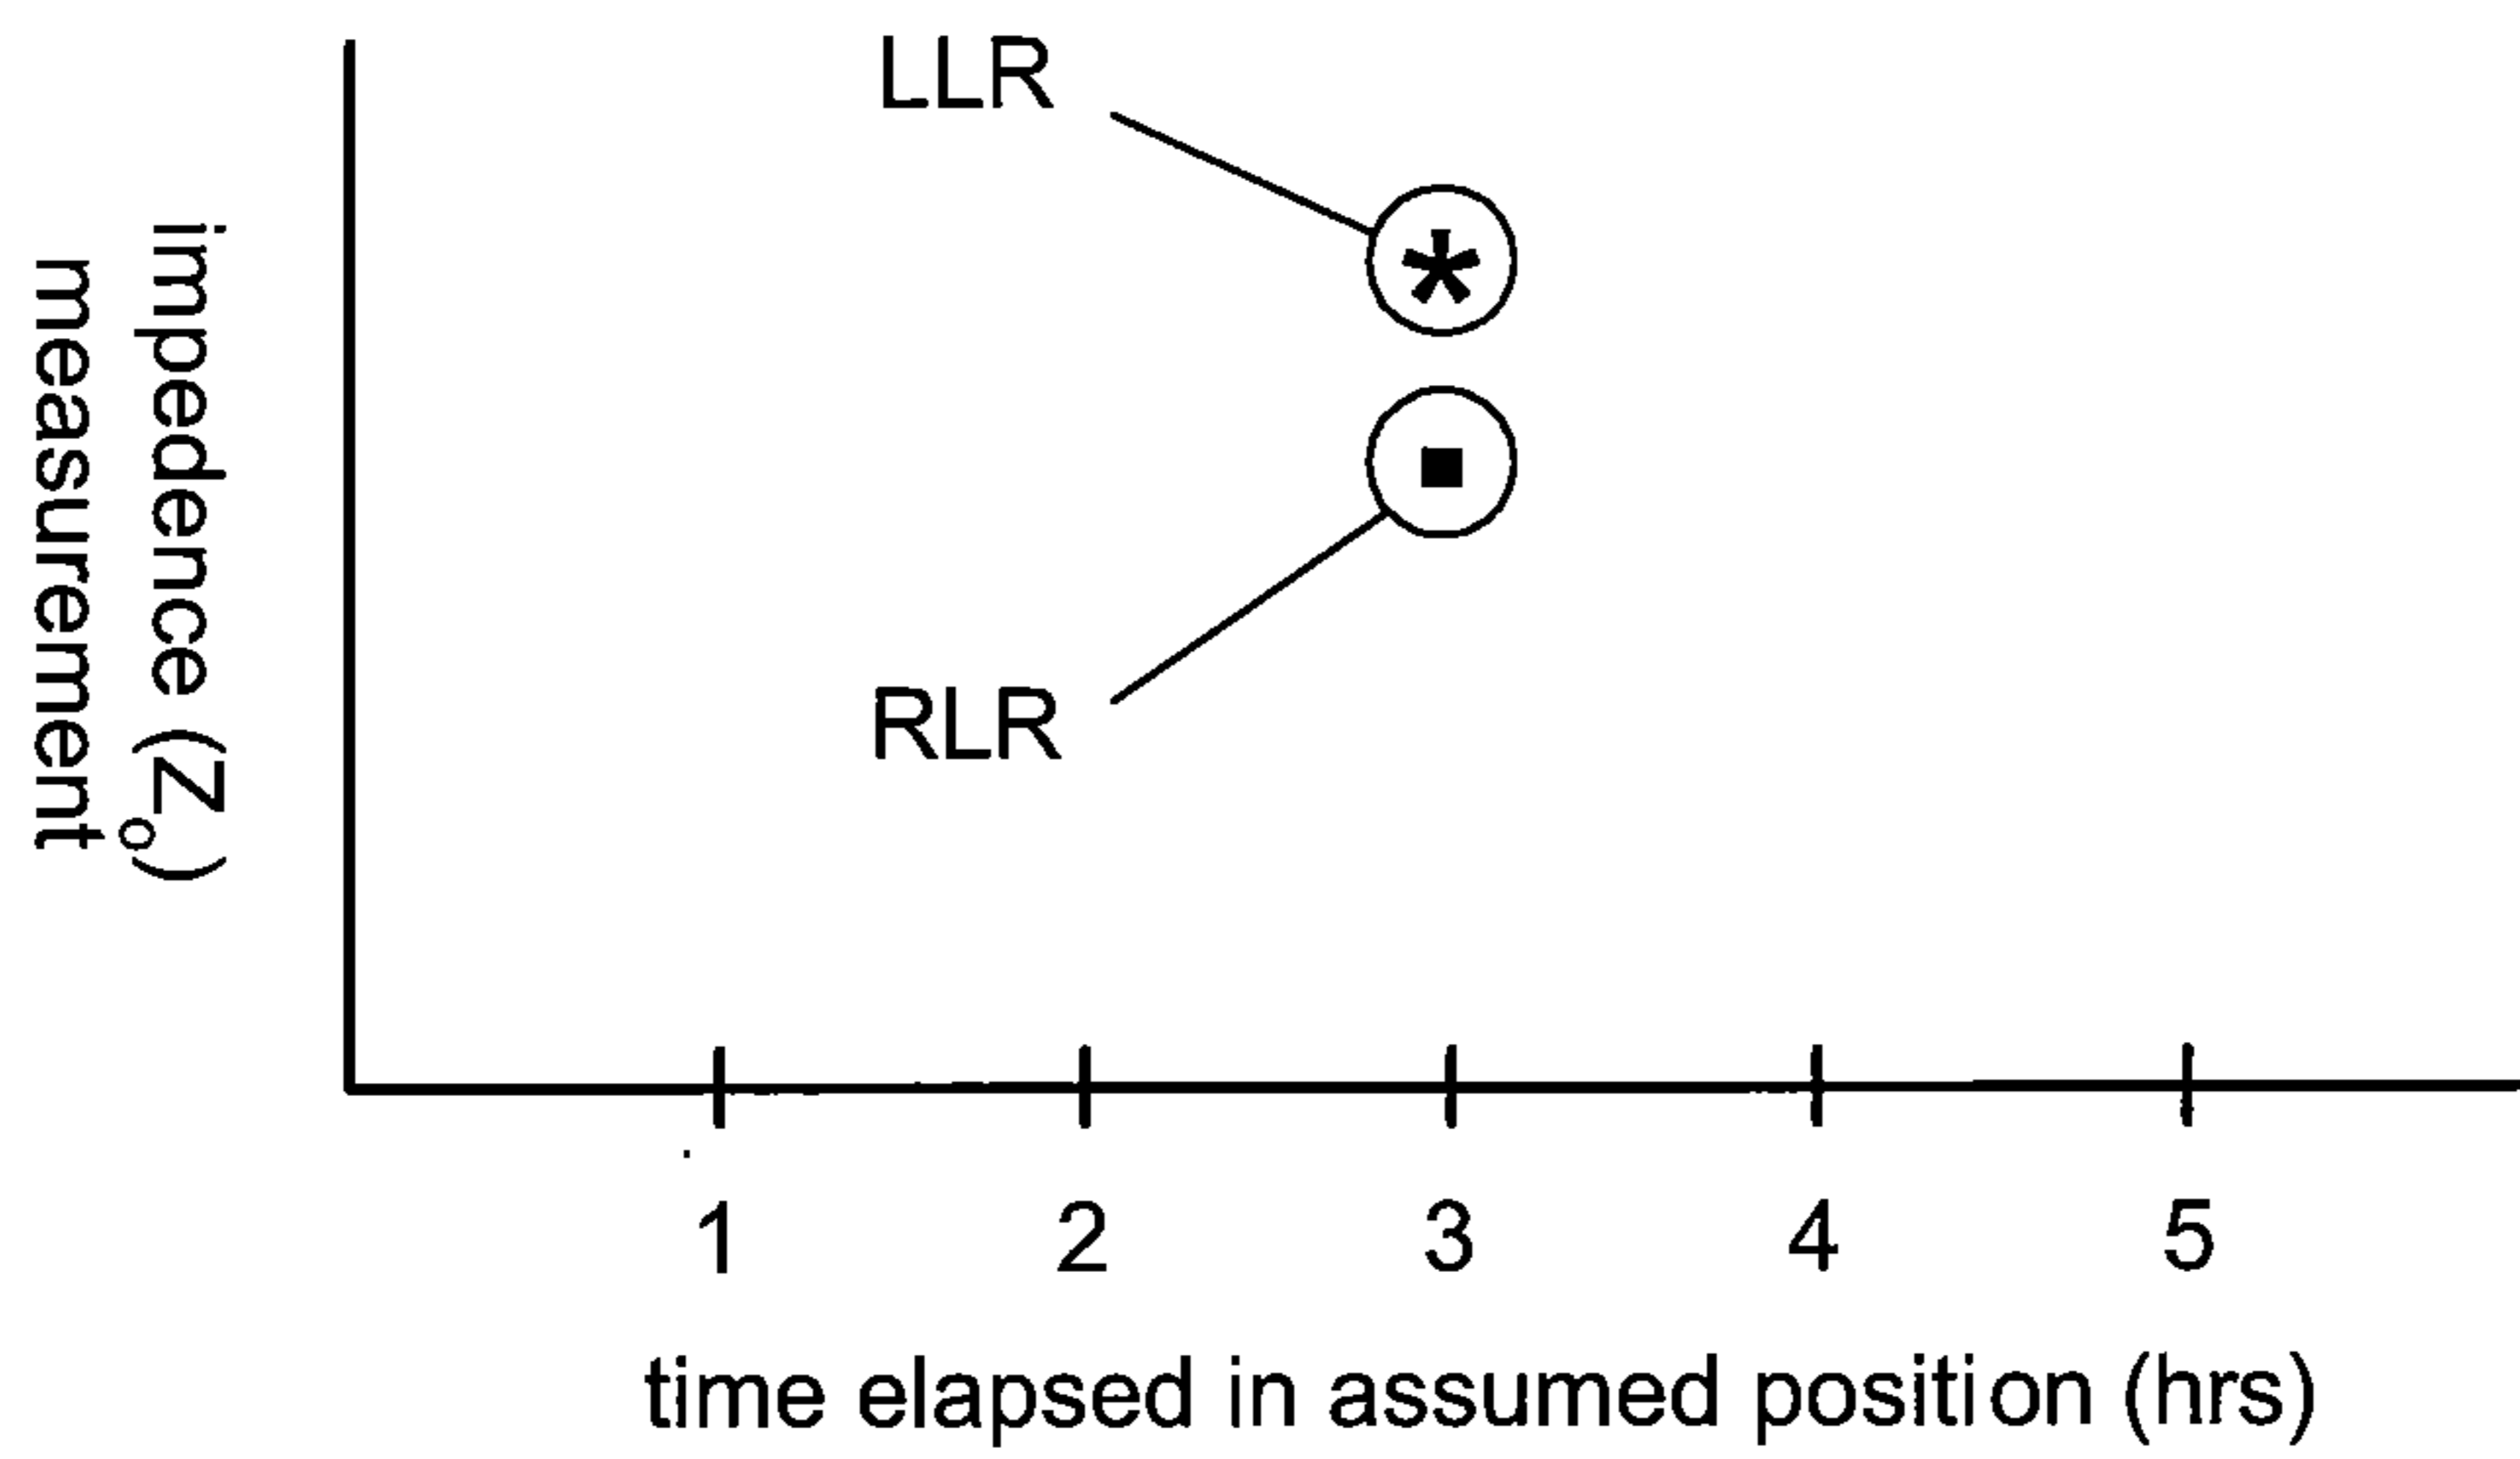 LLR
*
RLR
impedence (Zo)
measurement
1 2 3 4 5
time elapsed in assumed position (hrs)